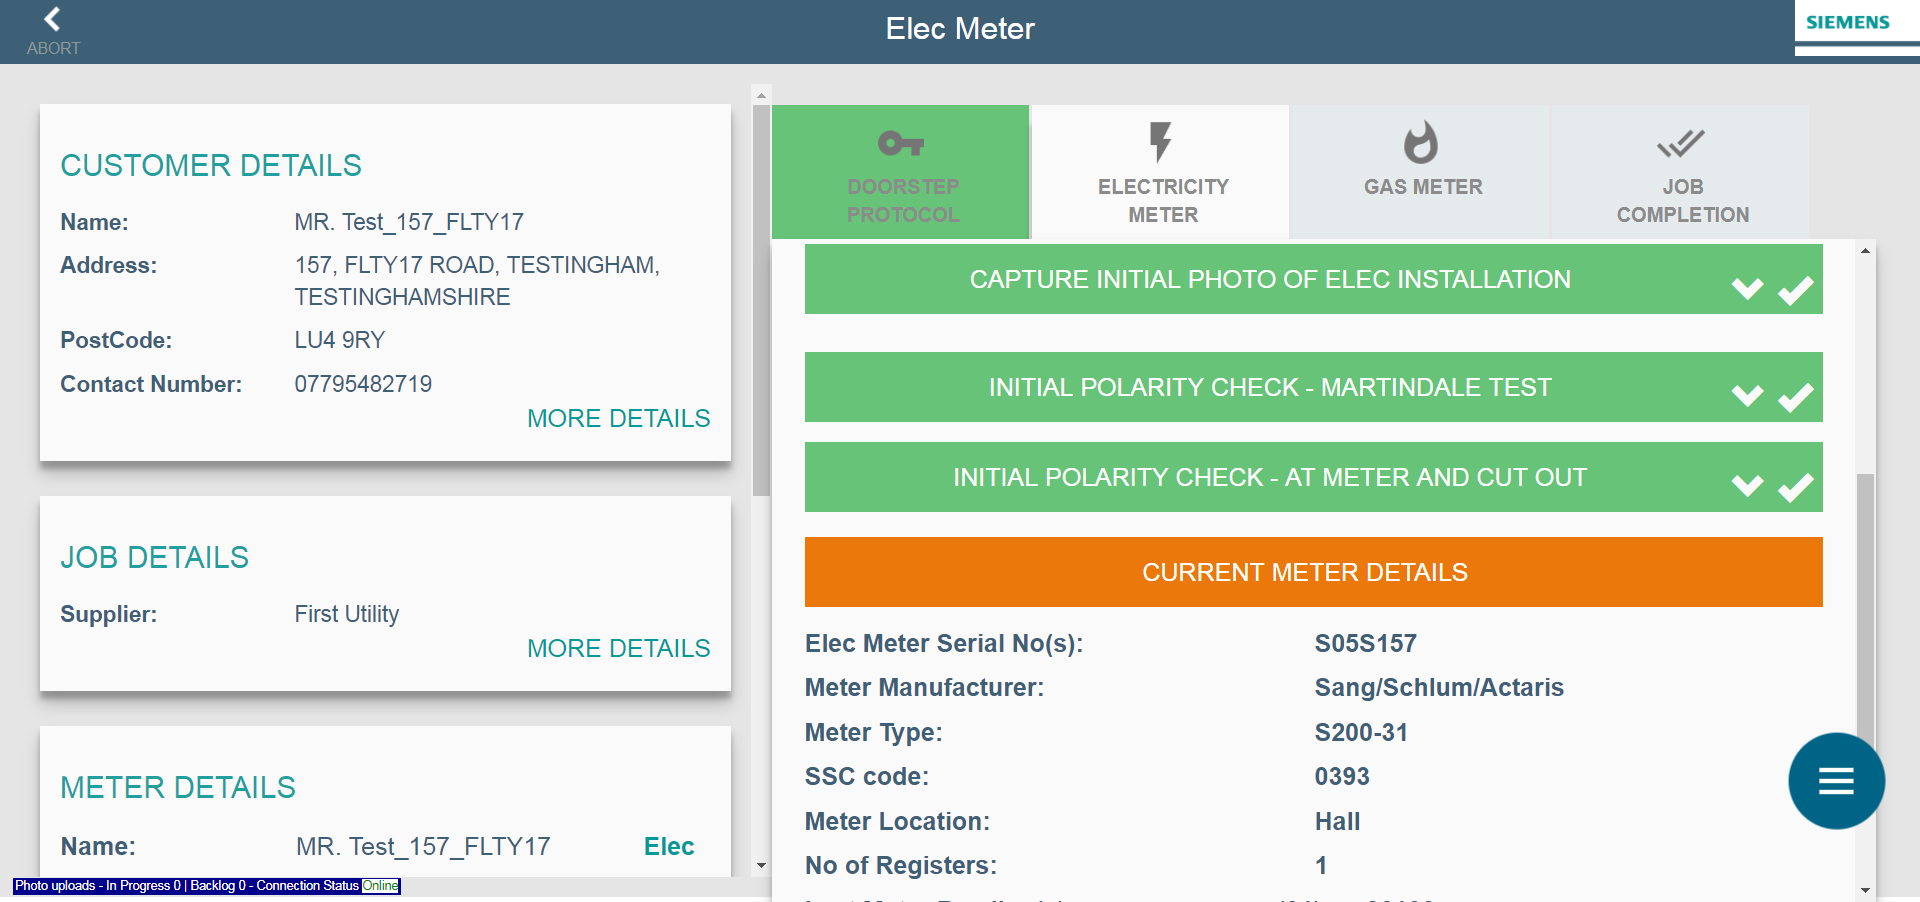 ABORT
Elec Meter
SIEMENS
CUSTOMER DETAILS
Name: MR. Test_157_FLTY17
Address: 157, FLTY17 ROAD, TESTINGHAM,
TESTINGHAMSHIRE
PostCode: LU4 9RY
Contact Number: 07795482719
MORE DETAILS
JOB DETAILS
Supplier: First Utility
MORE DETAILS
METER DETAILS
Name: MR. Test_157_FLTY17 Elec
Photo uploads - In Progress 0 | Backlog 0 - Connection Status Online
DOORSTEP
PROTOCOL
ELECTRICITY
METER
GAS METER
JOB
COMPLETION
CAPTURE INITIAL PHOTO OF ELEC INSTALLATION
INITIAL POLARITY CHECK - MARTINDALE TEST
INITIAL POLARITY CHECK - AT METER AND CUT OUT
CURRENT METER DETAILS
Elec Meter Serial No(s): S05S157
Meter Manufacturer: Sang/Schlum/Actaris
Meter Type: S200-31
SSC code: 0393
Meter Location: Hall
No of Registers: 1